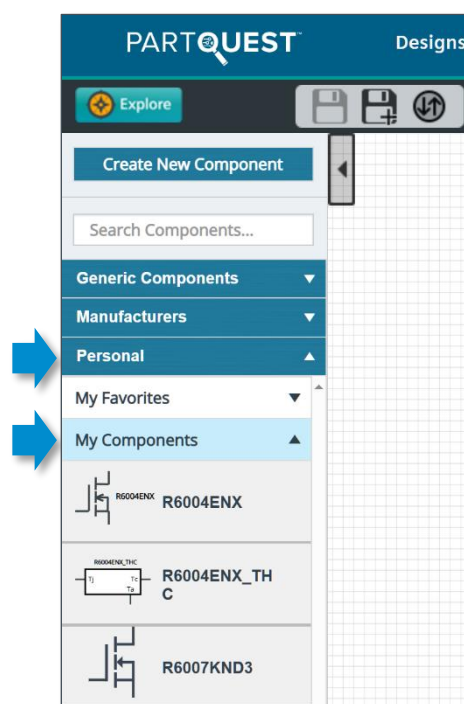 PARTQUEST™
Designs
Explore
Create New Component
Search Components...
Generic Components
Manufacturers
Personal
My Favorites
My Components
R6004ENX
R6004ENX
R6004ENX_THC
Tj
Tc
Ta
R6004ENX_TH
C
R6007KND3